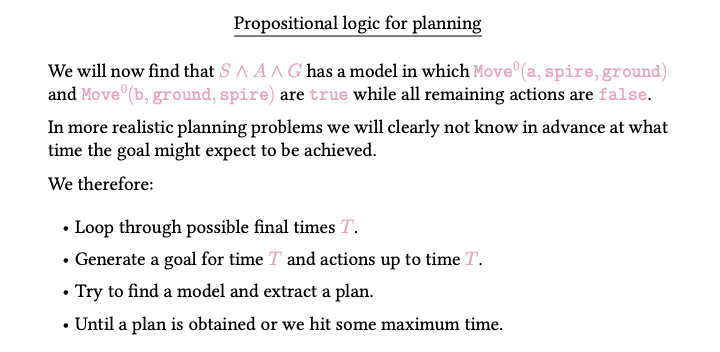 Propositional logic for planning
We will now find that S ∧ A ∧ G has a model in which Move⁰(a, spire, ground)
and Move⁰(b, ground, spire) are true while all remaining actions are false.
In more realistic planning problems we will clearly not know in advance at what
time the goal might expect to be achieved.
We therefore:
• Loop through possible final times T.
• Generate a goal for time T and actions up to time T.
• Try to find a model and extract a plan.
• Until a plan is obtained or we hit some maximum time.